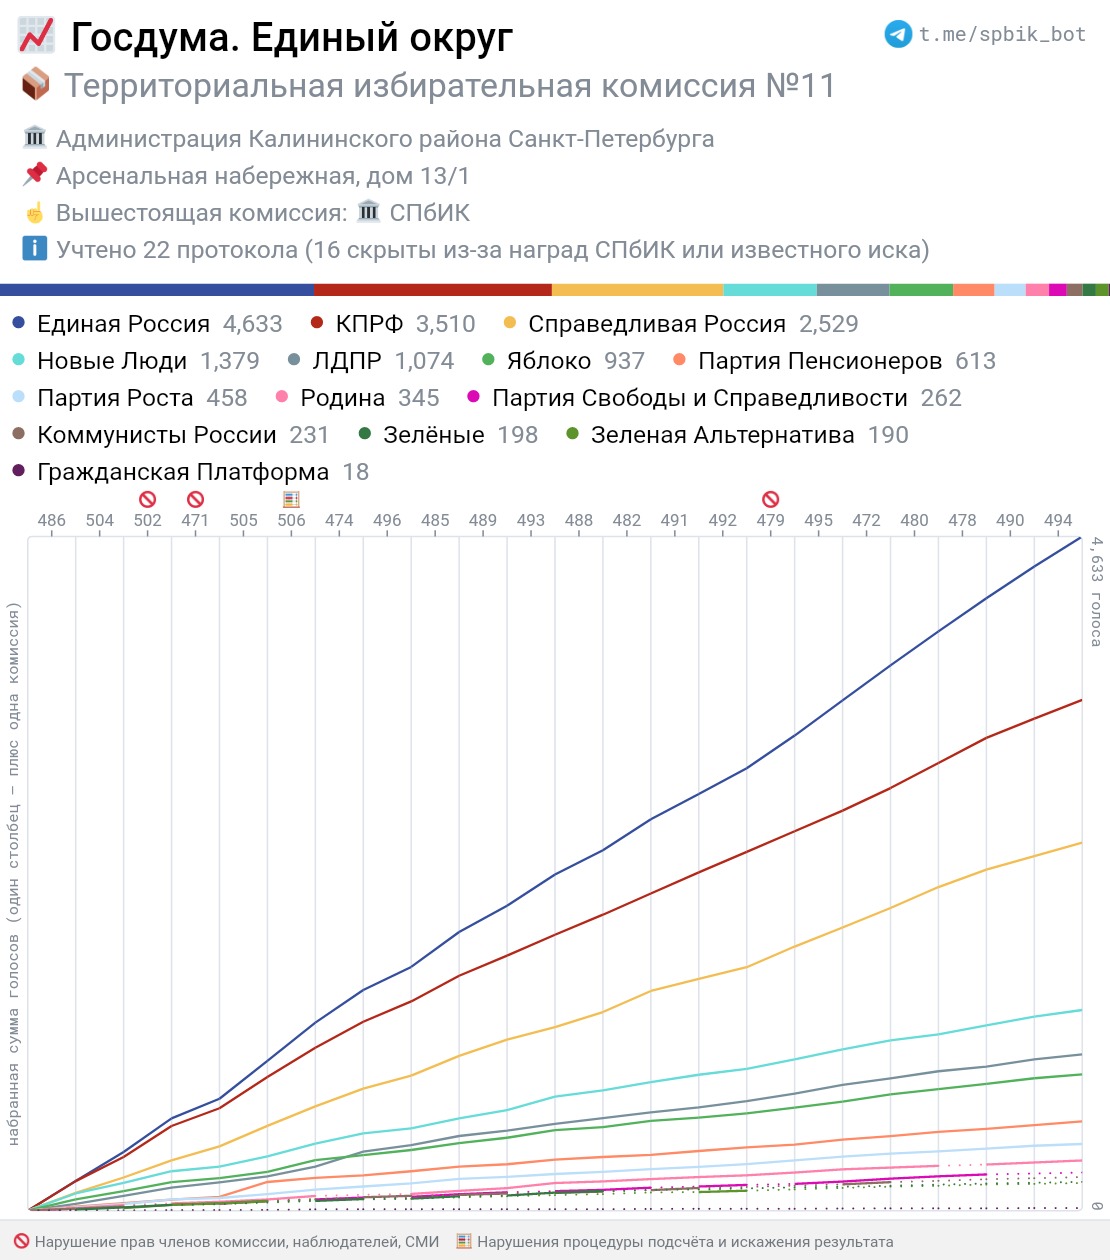 Госдума. Единый округ
t.me/spbik_bot
Территориальная избирательная комиссия №11
Администрация Калининского района Санкт-Петербурга
Арсенальная набережная, дом 13/1
Вышестоящая комиссия: СПбИК
Учтено 22 протокола (16 скрыты из-за наград СПбИК или известного иска)
Единая Россия 4,633 КПРФ 3,510 Справедливая Россия 2,529
Новые Люди 1,379 ЛДПР 1,074 Яблоко 937 Партия Пенсионеров 613
Партия Роста 458 Родина 345 Партия Свободы и Справедливости 262
Коммунисты России 231 Зелёные 198 Зеленая Альтернатива 190
Гражданская Платформа 18
486 504 502 471 505 506 474 496 485 489 493 488 482 491 492 479 495 472 480 478 490 494
4,633 голоса
набранная сумма голосов (один столбец – плюс одна комиссия)
0
Нарушение прав членов комиссии, наблюдателей, СМИ Нарушения процедуры подсчёта и искажения результата